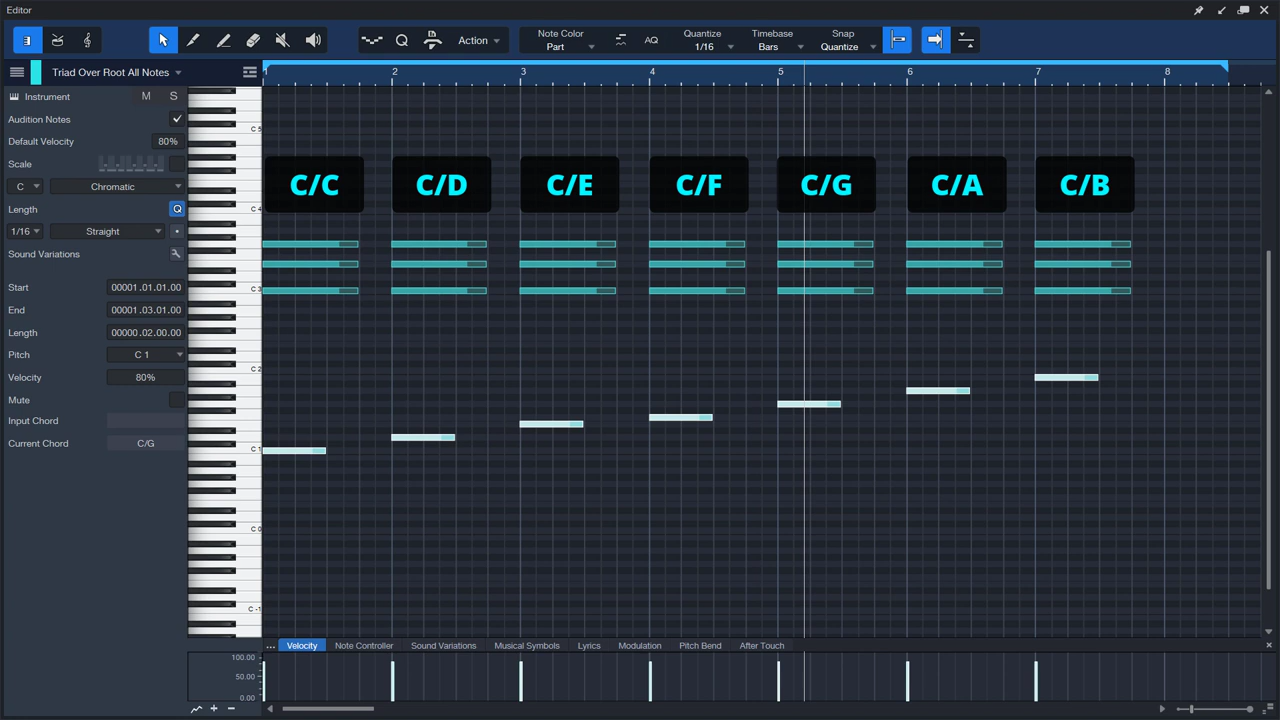 Editor
Action
Note Color
Part
AQ
Quantize
1/16
Timebase
Bars
Snap
Quantize
Triad Over Root All Notes
1 2 3 4 5 6 7 8
Instrument M S
Audition Notes
Default Velocity 80%
Scale
C Chromatic
Length Q
1/16 Straight
Sound Variations
Start 00001.01.01.00
End 00001.03.01.00
Length 00000.02.00.00
Pitch C 1
Velocity 80%
Mute
Input Chord
Current Chord C/G
C 5
C/C C/D C/E C/F C/G C/A C/B
C 4
C 3
C 2
C 1
C 0
C -1
... Velocity Note Controller Sound Variations Musical Symbols Lyrics Modulation Pitch Bend After Touch
100.00
50.00
0.00